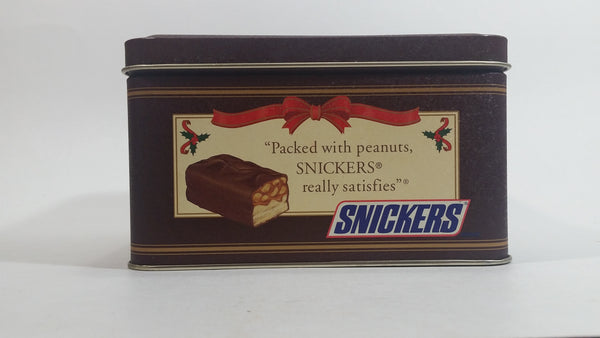 “Packed with peanuts,
SNICKERS®
really satisfies”®
SNICKERS